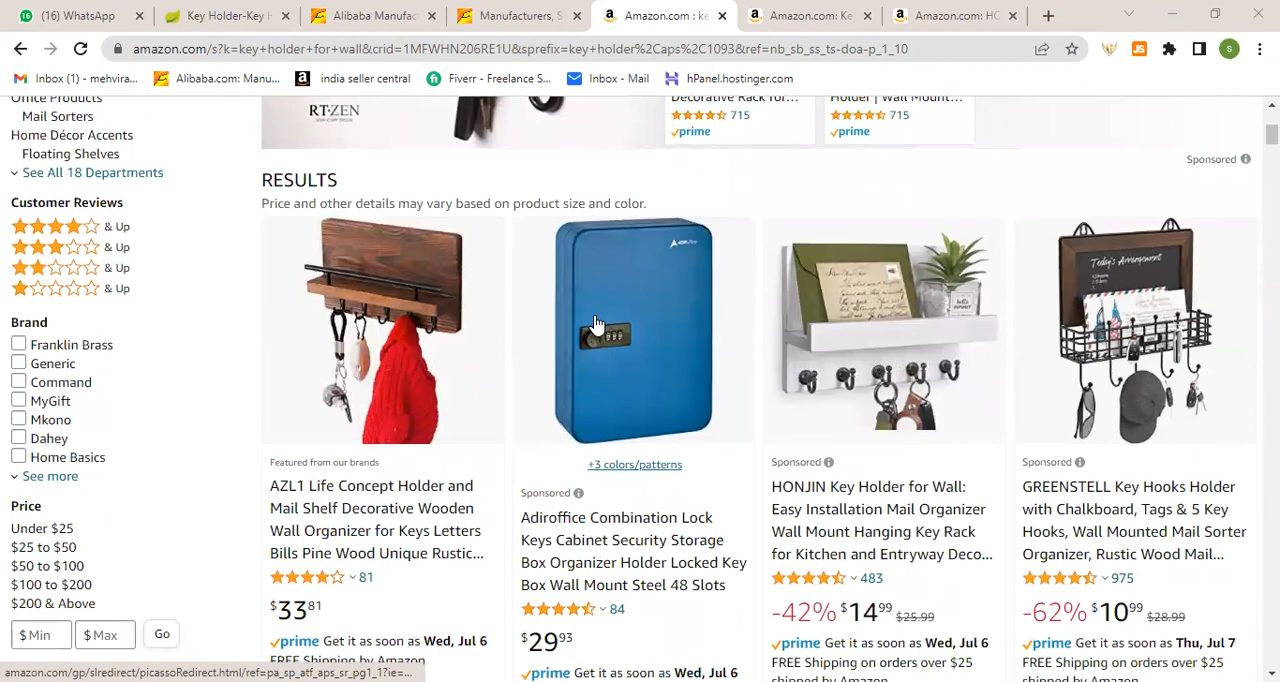 (16) WhatsApp
Key Holder-Key H
Alibaba Manufac
Manufacturers, S
Amazon.com : ke
Amazon.com: Ke
Amazon.com: HO
amazon.com/s?k=key+holder+for+wall&crid=1MFWHN206RE1U&sprefix=key+holder%2Caps%2C1093&ref=nb_sb_ss_ts-doa-p_1_10
JS
S
Inbox (1) - mehvira...
Alibaba.com: Manu...
india seller central
Fiverr - Freelance S...
Inbox - Mail
hPanel.hostinger.com
Office Products
Mail Sorters
Home Décor Accents
Floating Shelves
See All 18 Departments
Customer Reviews
& Up
& Up
& Up
& Up
Brand
Franklin Brass
Generic
Command
MyGift
Mkono
Dahey
Home Basics
See more
Price
Under $25
$25 to $50
$50 to $100
$100 to $200
$200 & Above
$ Min
$ Max
Go
RT-ZEN
Decorative Rack for...
715
prime
Holder | Wall Mount...
715
prime
Sponsored
RESULTS
Price and other details may vary based on product size and color.
Featured from our brands
AZL1 Life Concept Holder and
Mail Shelf Decorative Wooden
Wall Organizer for Keys Letters
Bills Pine Wood Unique Rustic...
81
$33 81
prime Get it as soon as Wed, Jul 6
FREE Shipping by Amazon
+3 colors/patterns
Sponsored
Adiroffice Combination Lock
Keys Cabinet Security Storage
Box Organizer Holder Locked Key
Box Wall Mount Steel 48 Slots
84
$29 93
prime Get it as soon as Wed, Jul 6
Sponsored
HONJIN Key Holder for Wall:
Easy Installation Mail Organizer
Wall Mount Hanging Key Rack
for Kitchen and Entryway Deco...
483
-42% $14 99 $25.99
prime Get it as soon as Wed, Jul 6
FREE Shipping on orders over $25
shipped by Amazon
Today's Arrangement
Sponsored
GREENSTELL Key Hooks Holder
with Chalkboard, Tags & 5 Key
Hooks, Wall Mounted Mail Sorter
Organizer, Rustic Wood Mail...
975
-62% $10 99 $28.99
prime Get it as soon as Thu, Jul 7
FREE Shipping on orders over $25
shipped by Amazon
amazon.com/gp/slredirect/picassoRedirect.html/ref=pa_sp_atf_aps_sr_pg1_1?ie=...